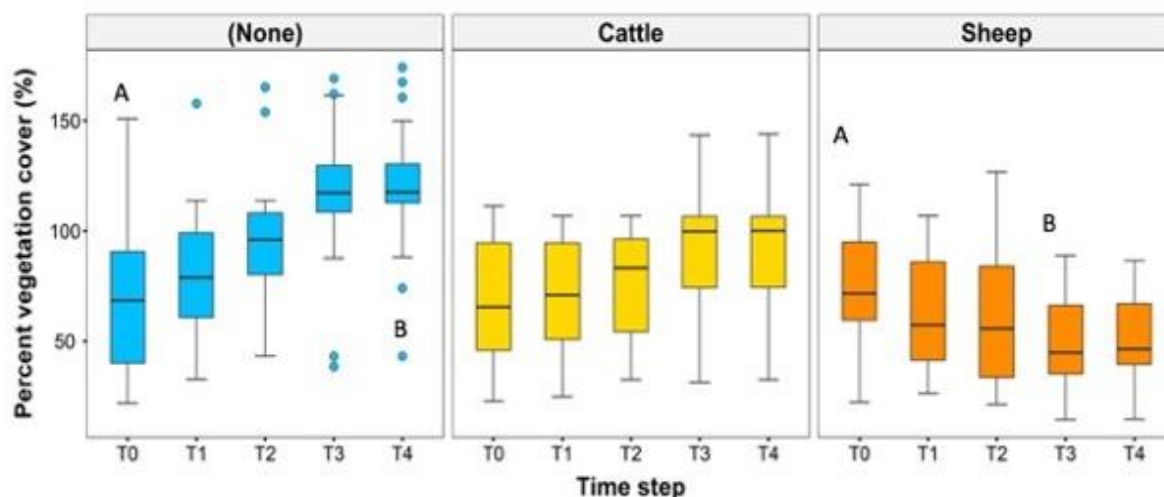 (None) Cattle Sheep
Percent vegetation cover (%)
150
100
50
A
B
A
B
T0 T1 T2 T3 T4 T0 T1 T2 T3 T4 T0 T1 T2 T3 T4
Time step